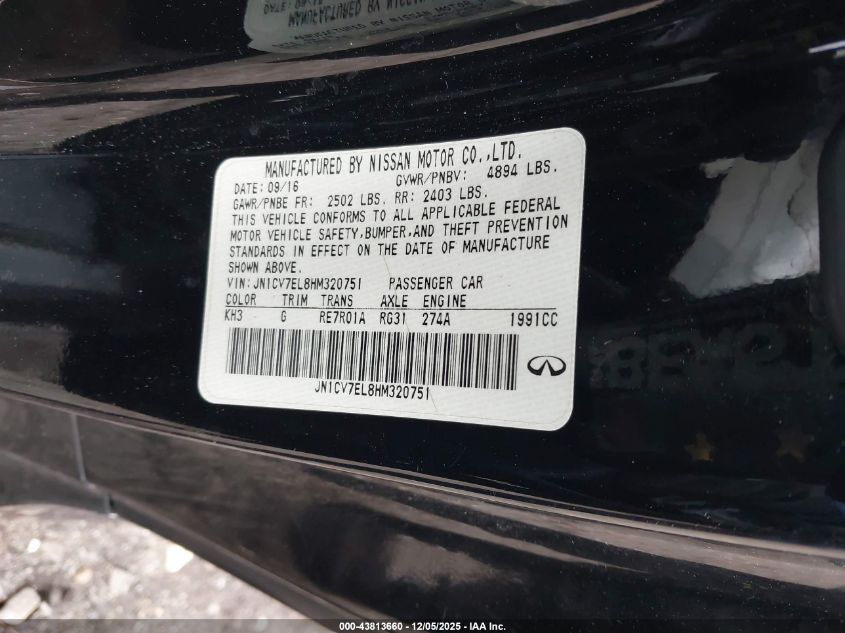 MANUFACTURED BY NISSAN MOTOR CO.,LTD.
DATE: 09/16 GVWR/PNBV: 4894 LBS.
GAWR/PNBE FR: 2502 LBS. RR: 2403 LBS.
THIS VEHICLE CONFORMS TO ALL APPLICABLE FEDERAL
MOTOR VEHICLE SAFETY,BUMPER,AND THEFT PREVENTION
STANDARDS IN EFFECT ON THE DATE OF MANUFACTURE
SHOWN ABOVE.
VIN:JN1CV7EL8HM320751 PASSENGER CAR
COLOR TRIM TRANS AXLE ENGINE
KH3 G RE7R01A RG31 274A 1991CC
JN1CV7EL8HM320751
000-43813660 - 12/05/2025 - IAA Inc.